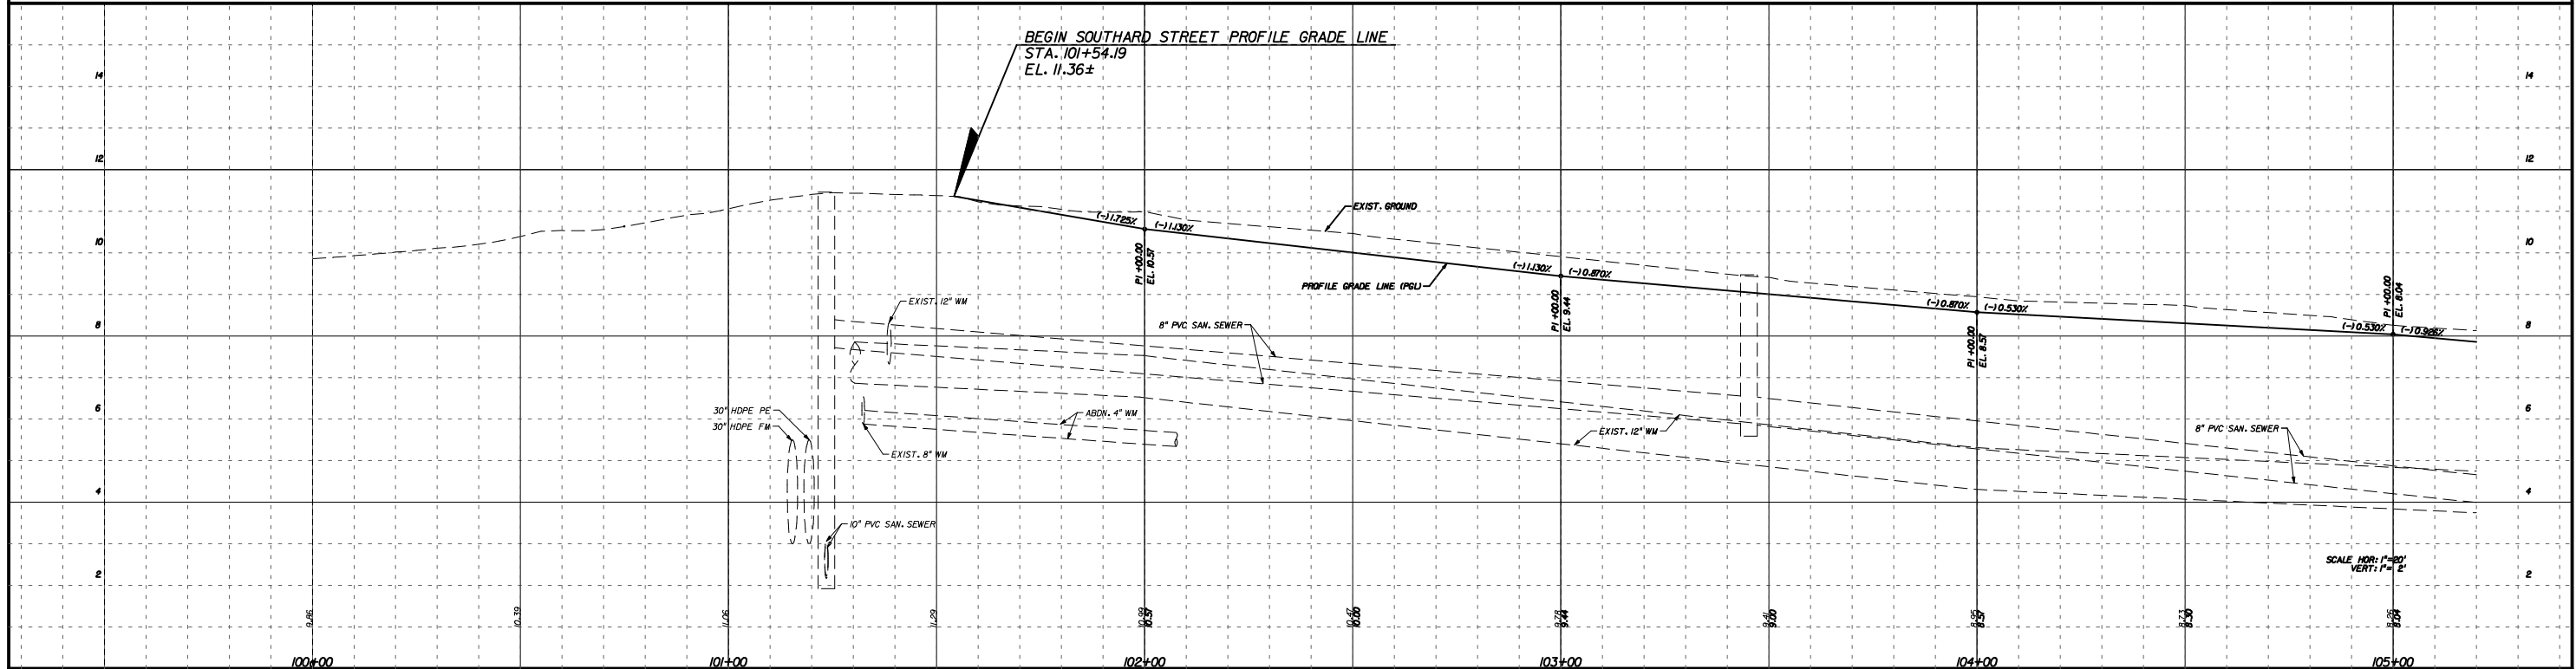 BEGIN SOUTHARD STREET PROFILE GRADE LINE
STA. 101+54.19
EL. 11.36±
14
14
12
12
(-)1.725%
(-)1.130%
EXIST. GROUND
10
10
PI +00.00
EL. 10.57
PROFILE GRADE LINE (PGL)
(-)1.130%
(-)0.870%
PI +00.00
EL. 9.44
(-)0.870%
(-)0.530%
PI +00.00
EL. 8.57
PI +00.00
EL. 8.04
(-)0.530%
(-)0.926%
EXIST. 12" WM
8" PVC SAN. SEWER
8
8
30" HDPE PE
30" HDPE FM
ABDN. 4" WM
6
6
EXIST. 12" WM
8" PVC SAN. SEWER
EXIST. 8" WM
4
4
10" PVC SAN. SEWER
SCALE HOR: 1"=20'
VERT: 1"= 2'
2
2
9.86
10.39
11.06
11.29
10.99
10.57
10.47
10.00
9.78
9.44
9.41
9.00
8.95
8.57
8.73
8.30
8.26
8.04
100+00
101+00
102+00
103+00
104+00
105+00